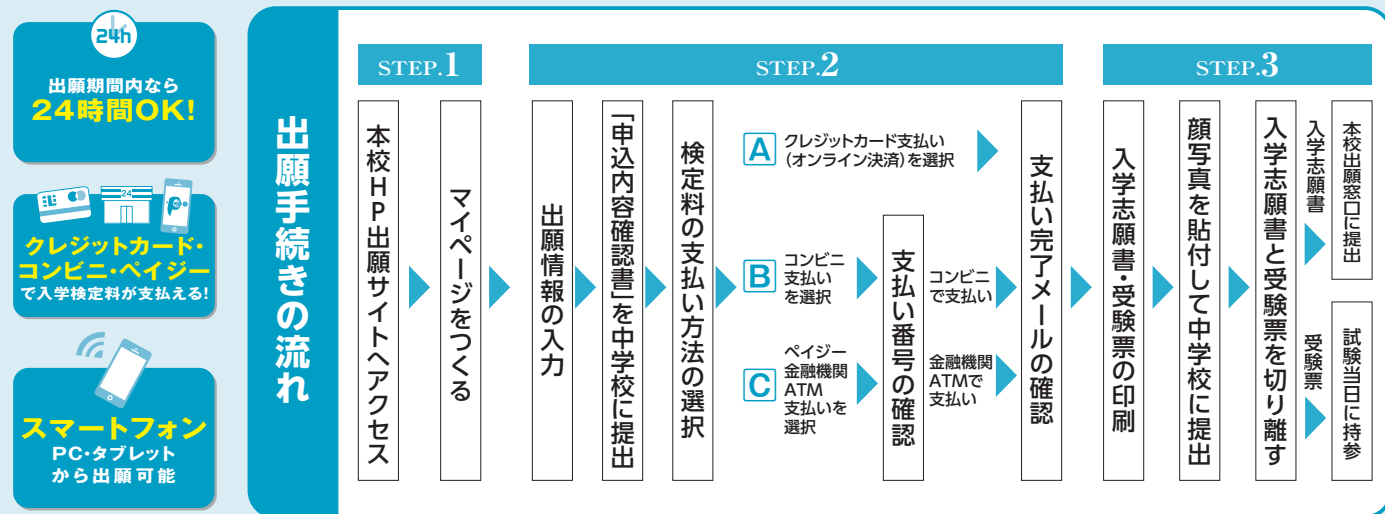 24h
出願期間内なら
24時間OK!
24
クレジットカード・
コンビニ・ペイジー
で入学検定料が支払える!
スマートフォン
PC・タブレット
から出願可能
出願手続きの流れ
STEP.1
本校HP出願サイトへアクセス
マイページをつくる
STEP.2
出願情報の入力
「申込内容確認書」を中学校に提出
検定料の支払い方法の選択
A クレジットカード支払い
(オンライン決済)を選択
B コンビニ
支払い
を選択
C ペイジー
金融機関
ATM
支払いを
選択
支払い番号の確認
コンビニ
で支払い
金融機関
ATMで
支払い
支払い完了メールの確認
STEP.3
入学志願書・受験票の印刷
顔写真を貼付して中学校に提出
入学志願書と受験票を切り離す
入学志願書
本校出願窓口に提出
受験票
試験当日に持参